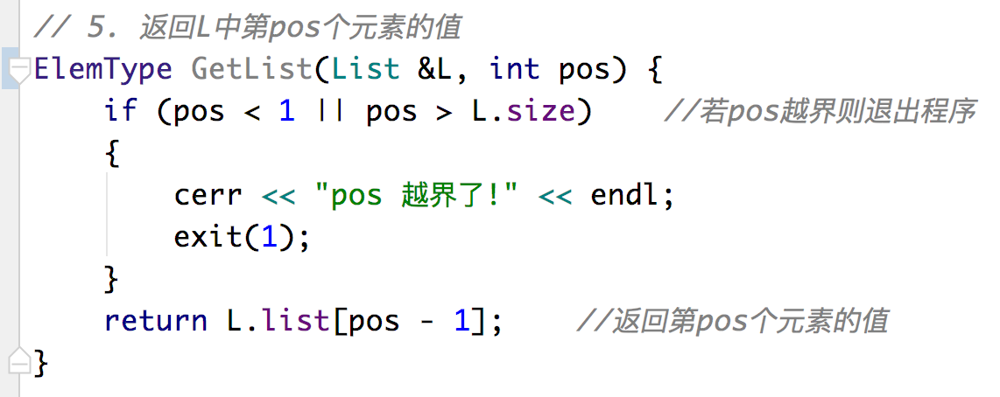 // 5. 返回L中第pos个元素的值
ElemType GetList(List &L, int pos) {
    if (pos < 1 || pos > L.size)    //若pos越界则退出程序
    {
        cerr << "pos 越界了!" << endl;
        exit(1);
    }
    return L.list[pos - 1];    //返回第pos个元素的值
}